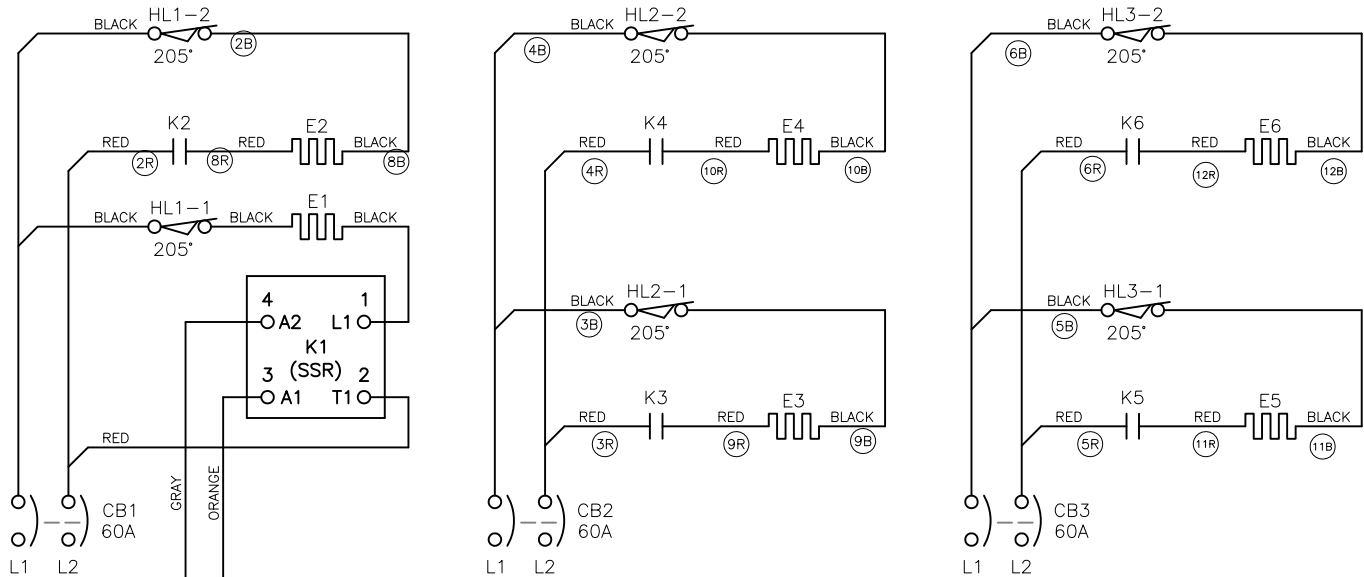 BLACK HL1-2 2B
205°
RED K2 RED E2 BLACK
2R 8R 8B
BLACK HL1-1 BLACK E1 BLACK
205°
4 1
A2 L1
K1
(SSR)
3 2
A1 T1
RED
GRAY
ORANGE
CB1
60A
L1 L2
BLACK HL2-2
4B 205°
RED K4 RED E4 BLACK
4R 10R 10B
BLACK HL2-1
3B 205°
RED K3 RED E3 BLACK
3R 9R 9B
CB2
60A
L1 L2
BLACK HL3-2
6B 205°
RED K6 RED E6 BLACK
6R 12R 12B
BLACK HL3-1
5B 205°
RED K5 RED E5 BLACK
5R 11R 11B
CB3
60A
L1 L2